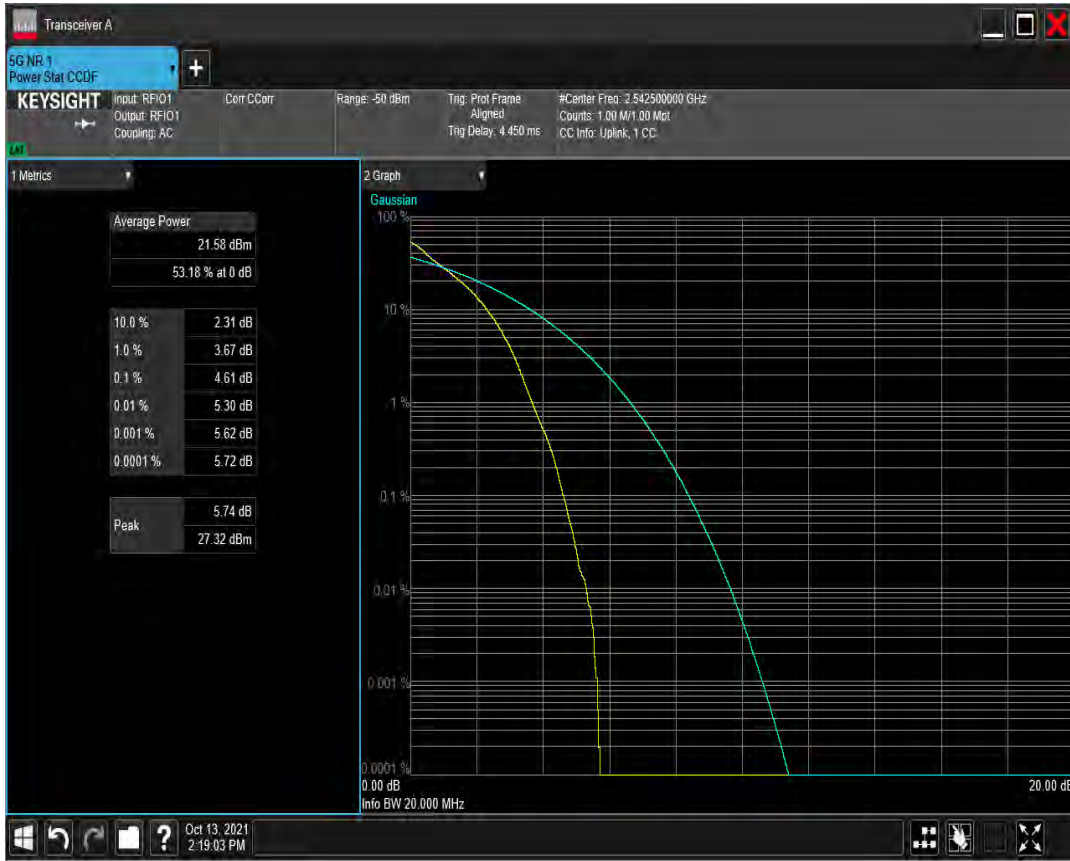 Transceiver A
5G NR 1
Power Stat CCDF
+
KEYSIGHT
Input: RFIO1
Output: RFIO1
Coupling: AC
Corr CCorr
Range: -50 dBm
Trig: Prot Frame
Aligned
Trig Delay: 4.450 ms
#Center Freq: 2.542500000 GHz
Counts: 1.00 M/1.00 Mpt
CC Info: Uplink, 1 CC
1 Metrics
Average Power
21.58 dBm
53.18 % at 0 dB
10.0 % 2.31 dB
1.0 % 3.67 dB
0.1 % 4.61 dB
0.01 % 5.30 dB
0.001 % 5.62 dB
0.0001 % 5.72 dB
Peak
5.74 dB
27.32 dBm
2 Graph
Gaussian
100 %
10 %
1 %
0.1 %
0.01 %
0.001 %
0.0001 %
0.00 dB
20.00 dB
Info BW 20.000 MHz
?
Oct 13, 2021
2:19:03 PM